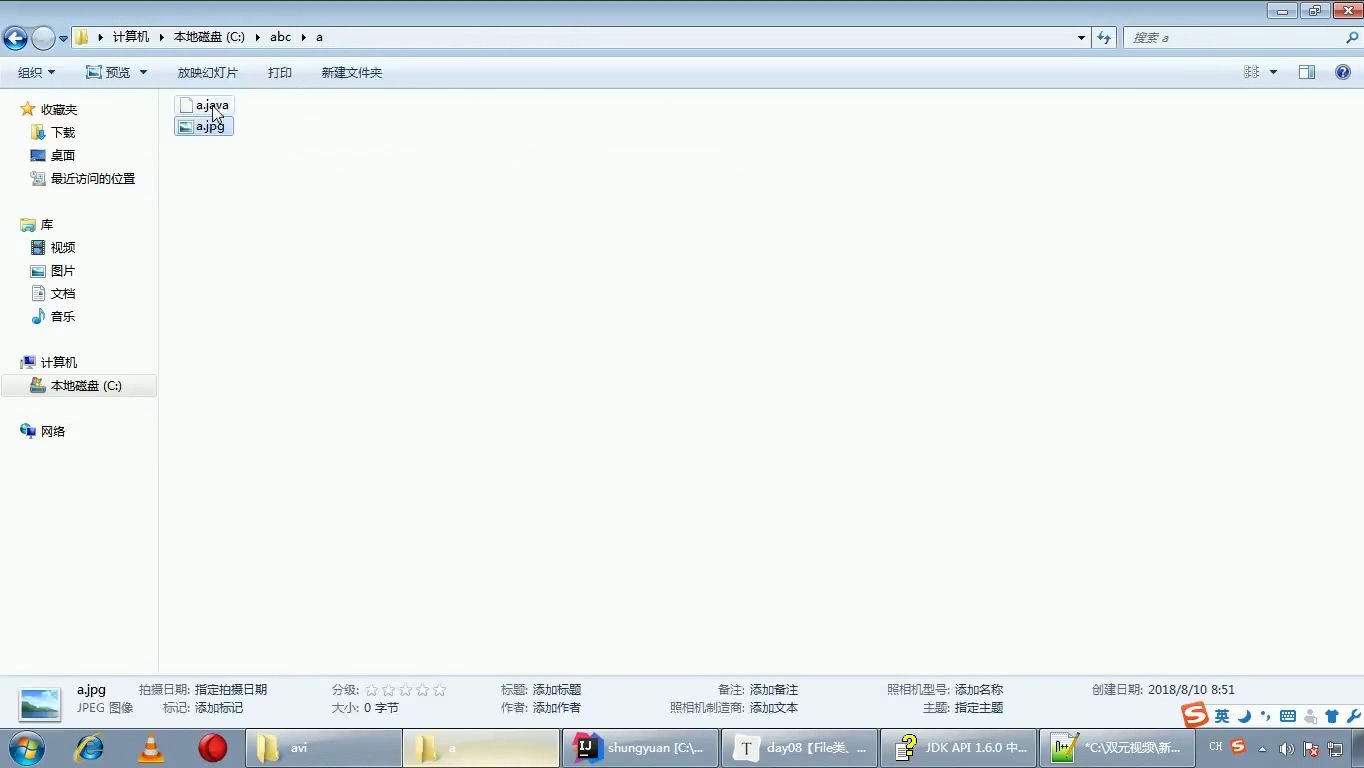 计算机 本地磁盘 (C:) abc a
搜索 a
组织 预览 放映幻灯片 打印 新建文件夹
收藏夹
下载
桌面
最近访问的位置
库
视频
图片
文档
音乐
计算机
本地磁盘 (C:)
网络
a.java
a.jpg
a.jpg 拍摄日期: 指定拍摄日期 分级: 标题: 添加标题 备注: 添加备注 照相机型号: 添加名称 创建日期: 2018/8/10 8:51
JPEG 图像 标记: 添加标记 大小: 0 字节 作者: 添加作者 照相机制造商: 添加文本 主题: 指定主题
英
avi a shungyuan [C:\... day08【File类、... JDK API 1.6.0 中... *C:\双元视频\新... CH